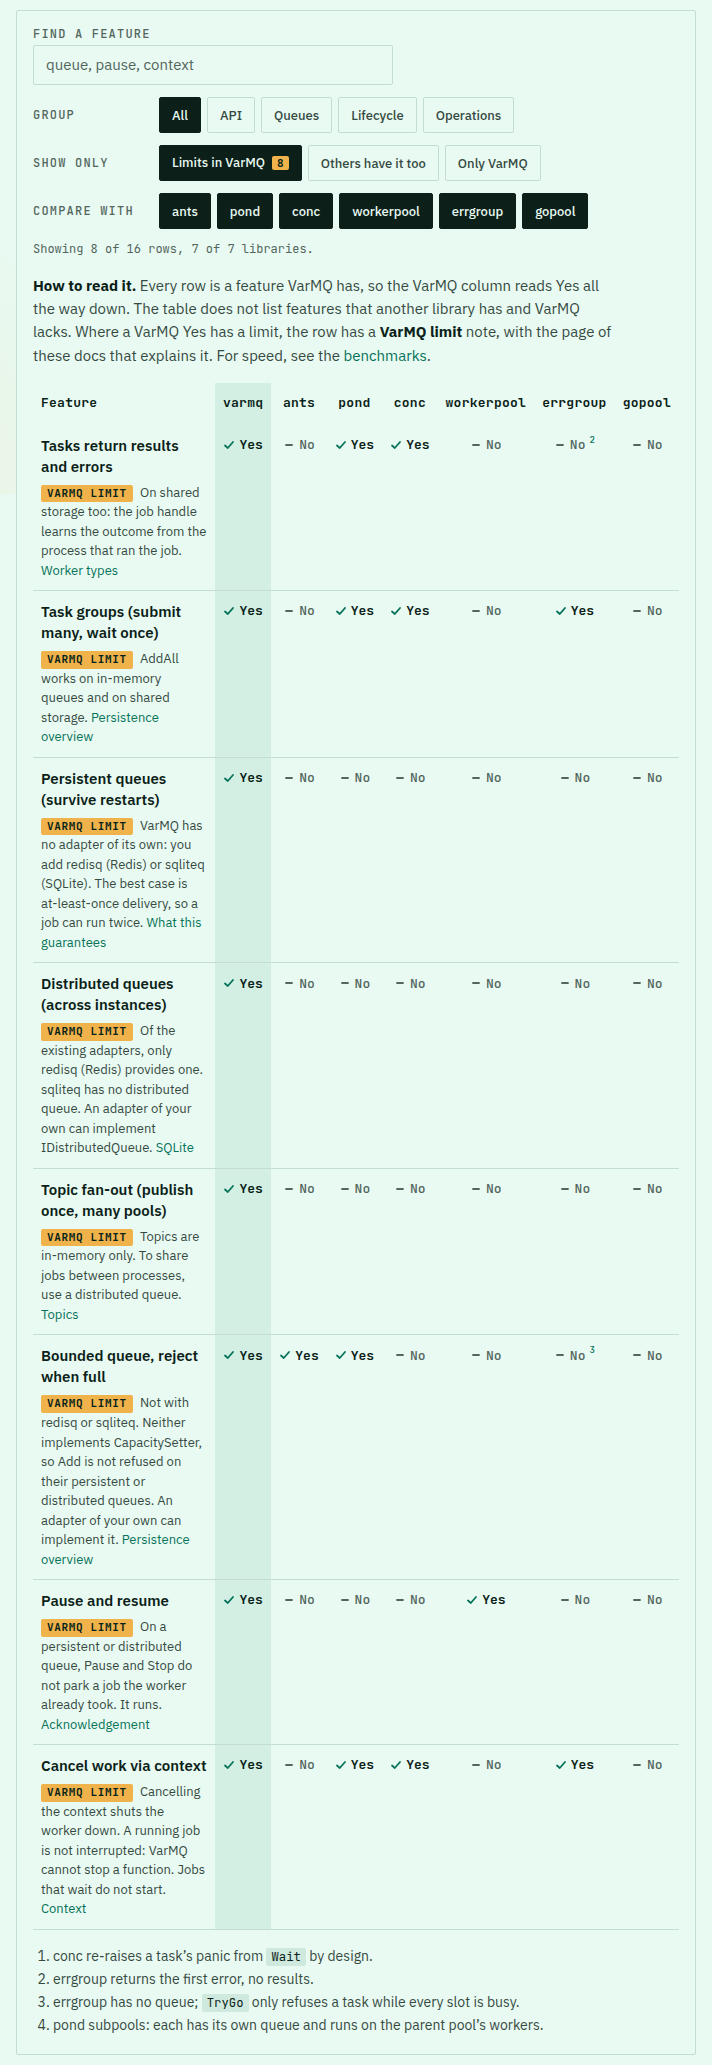 FIND A FEATURE
queue, pause, context
GROUP All API Queues Lifecycle Operations
SHOW ONLY Limits in VarMQ 8 Others have it too Only VarMQ
COMPARE WITH ants pond conc workerpool errgroup gopool
Showing 8 of 16 rows, 7 of 7 libraries.
How to read it. Every row is a feature VarMQ has, so the VarMQ column reads Yes all
the way down. The table does not list features that another library has and VarMQ
lacks. Where a VarMQ Yes has a limit, the row has a VarMQ limit note, with the page of
these docs that explains it. For speed, see the benchmarks.
Feature varmq ants pond conc workerpool errgroup gopool
Tasks return results ✓ Yes – No ✓ Yes ✓ Yes – No – No 2 – No
and errors
VARMQ LIMIT On shared
storage too: the job handle
learns the outcome from the
process that ran the job.
Worker types
Task groups (submit ✓ Yes – No ✓ Yes ✓ Yes – No ✓ Yes – No
many, wait once)
VARMQ LIMIT AddAll
works on in-memory
queues and on shared
storage. Persistence
overview
Persistent queues ✓ Yes – No – No – No – No – No – No
(survive restarts)
VARMQ LIMIT VarMQ has
no adapter of its own: you
add redisq (Redis) or sqliteq
(SQLite). The best case is
at-least-once delivery, so a
job can run twice. What this
guarantees
Distributed queues ✓ Yes – No – No – No – No – No – No
(across instances)
VARMQ LIMIT Of the
existing adapters, only
redisq (Redis) provides one.
sqliteq has no distributed
queue. An adapter of your
own can implement
IDistributedQueue. SQLite
Topic fan-out (publish ✓ Yes – No – No – No – No – No – No
once, many pools)
VARMQ LIMIT Topics are
in-memory only. To share
jobs between processes,
use a distributed queue.
Topics
Bounded queue, reject ✓ Yes ✓ Yes ✓ Yes – No – No – No 3 – No
when full
VARMQ LIMIT Not with
redisq or sqliteq. Neither
implements CapacitySetter,
so Add is not refused on
their persistent or
distributed queues. An
adapter of your own can
implement it. Persistence
overview
Pause and resume ✓ Yes – No – No – No ✓ Yes – No – No
VARMQ LIMIT On a
persistent or distributed
queue, Pause and Stop do
not park a job the worker
already took. It runs.
Acknowledgement
Cancel work via context ✓ Yes – No ✓ Yes ✓ Yes – No ✓ Yes – No
VARMQ LIMIT Cancelling
the context shuts the
worker down. A running job
is not interrupted: VarMQ
cannot stop a function. Jobs
that wait do not start.
Context
1. conc re-raises a task’s panic from Wait by design.
2. errgroup returns the first error, no results.
3. errgroup has no queue; TryGo only refuses a task while every slot is busy.
4. pond subpools: each has its own queue and runs on the parent pool’s workers.